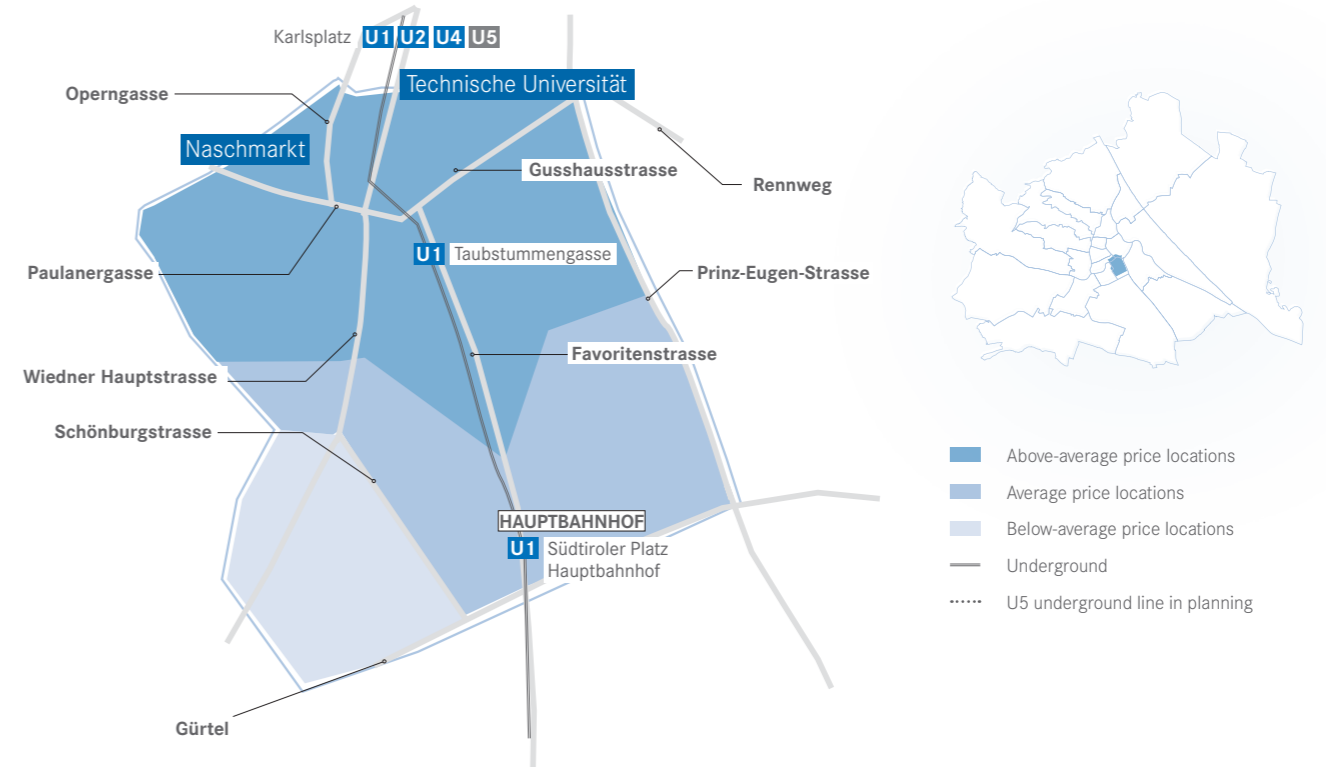 Karlsplatz U1 U2 U4 U5
Technische Universität
Operngasse
Naschmarkt
Gusshausstrasse
Rennweg
U1 Taubstummengasse
Paulanergasse
Prinz-Eugen-Strasse
Favoritenstrasse
Wiedner Hauptstrasse
Schönburgstrasse
HAUPTBAHNHOF
U1 Südtiroler Platz
Hauptbahnhof
Gürtel
Above-average price locations
Average price locations
Below-average price locations
Underground
U5 underground line in planning